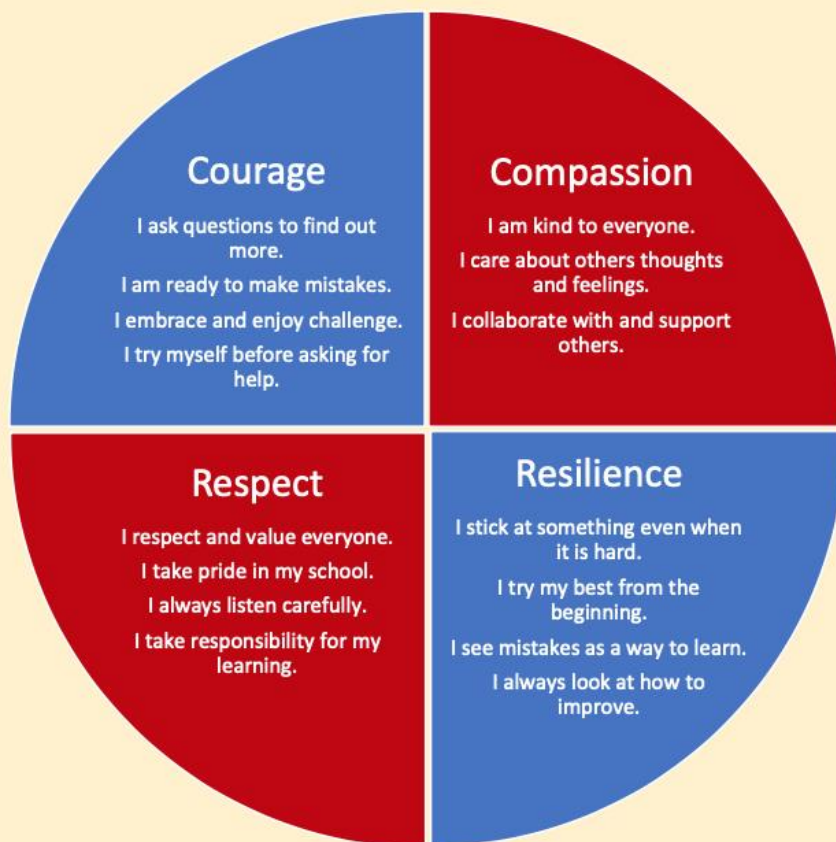 Courage
I ask questions to find out
more.
I am ready to make mistakes.
I embrace and enjoy challenge.
I try myself before asking for
help.
Compassion
I am kind to everyone.
I care about others thoughts
and feelings.
I collaborate with and support
others.
Respect
I respect and value everyone.
I take pride in my school.
I always listen carefully.
I take responsibility for my
learning.
Resilience
I stick at something even when
it is hard.
I try my best from the
beginning.
I see mistakes as a way to learn.
I always look at how to
improve.